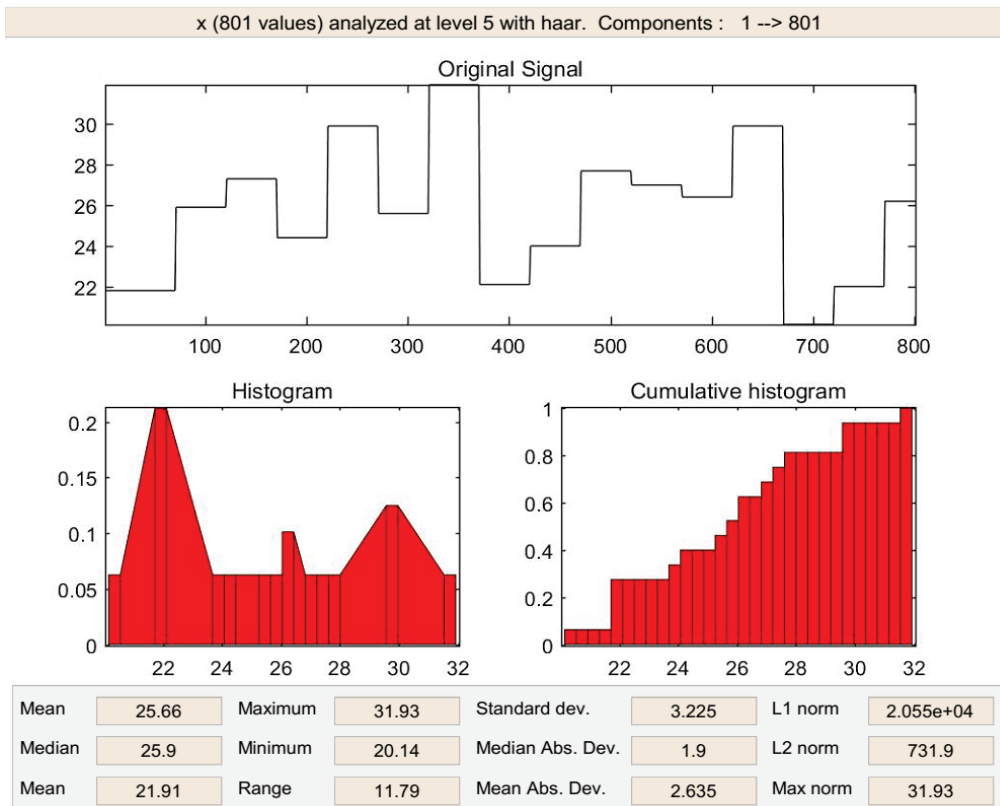 x (801 values) analyzed at level 5 with haar. Components : 1 --> 801
Original Signal
30
28
26
24
22
100 200 300 400 500 600 700 800
Histogram
0.2
0.15
0.1
0.05
0
22 24 26 28 30 32
Cumulative histogram
1
0.8
0.6
0.4
0.2
0
22 24 26 28 30 32
Mean 25.66 Maximum 31.93 Standard dev. 3.225 L1 norm 2.055e+04
Median 25.9 Minimum 20.14 Median Abs. Dev. 1.9 L2 norm 731.9
Mean 21.91 Range 11.79 Mean Abs. Dev. 2.635 Max norm 31.93